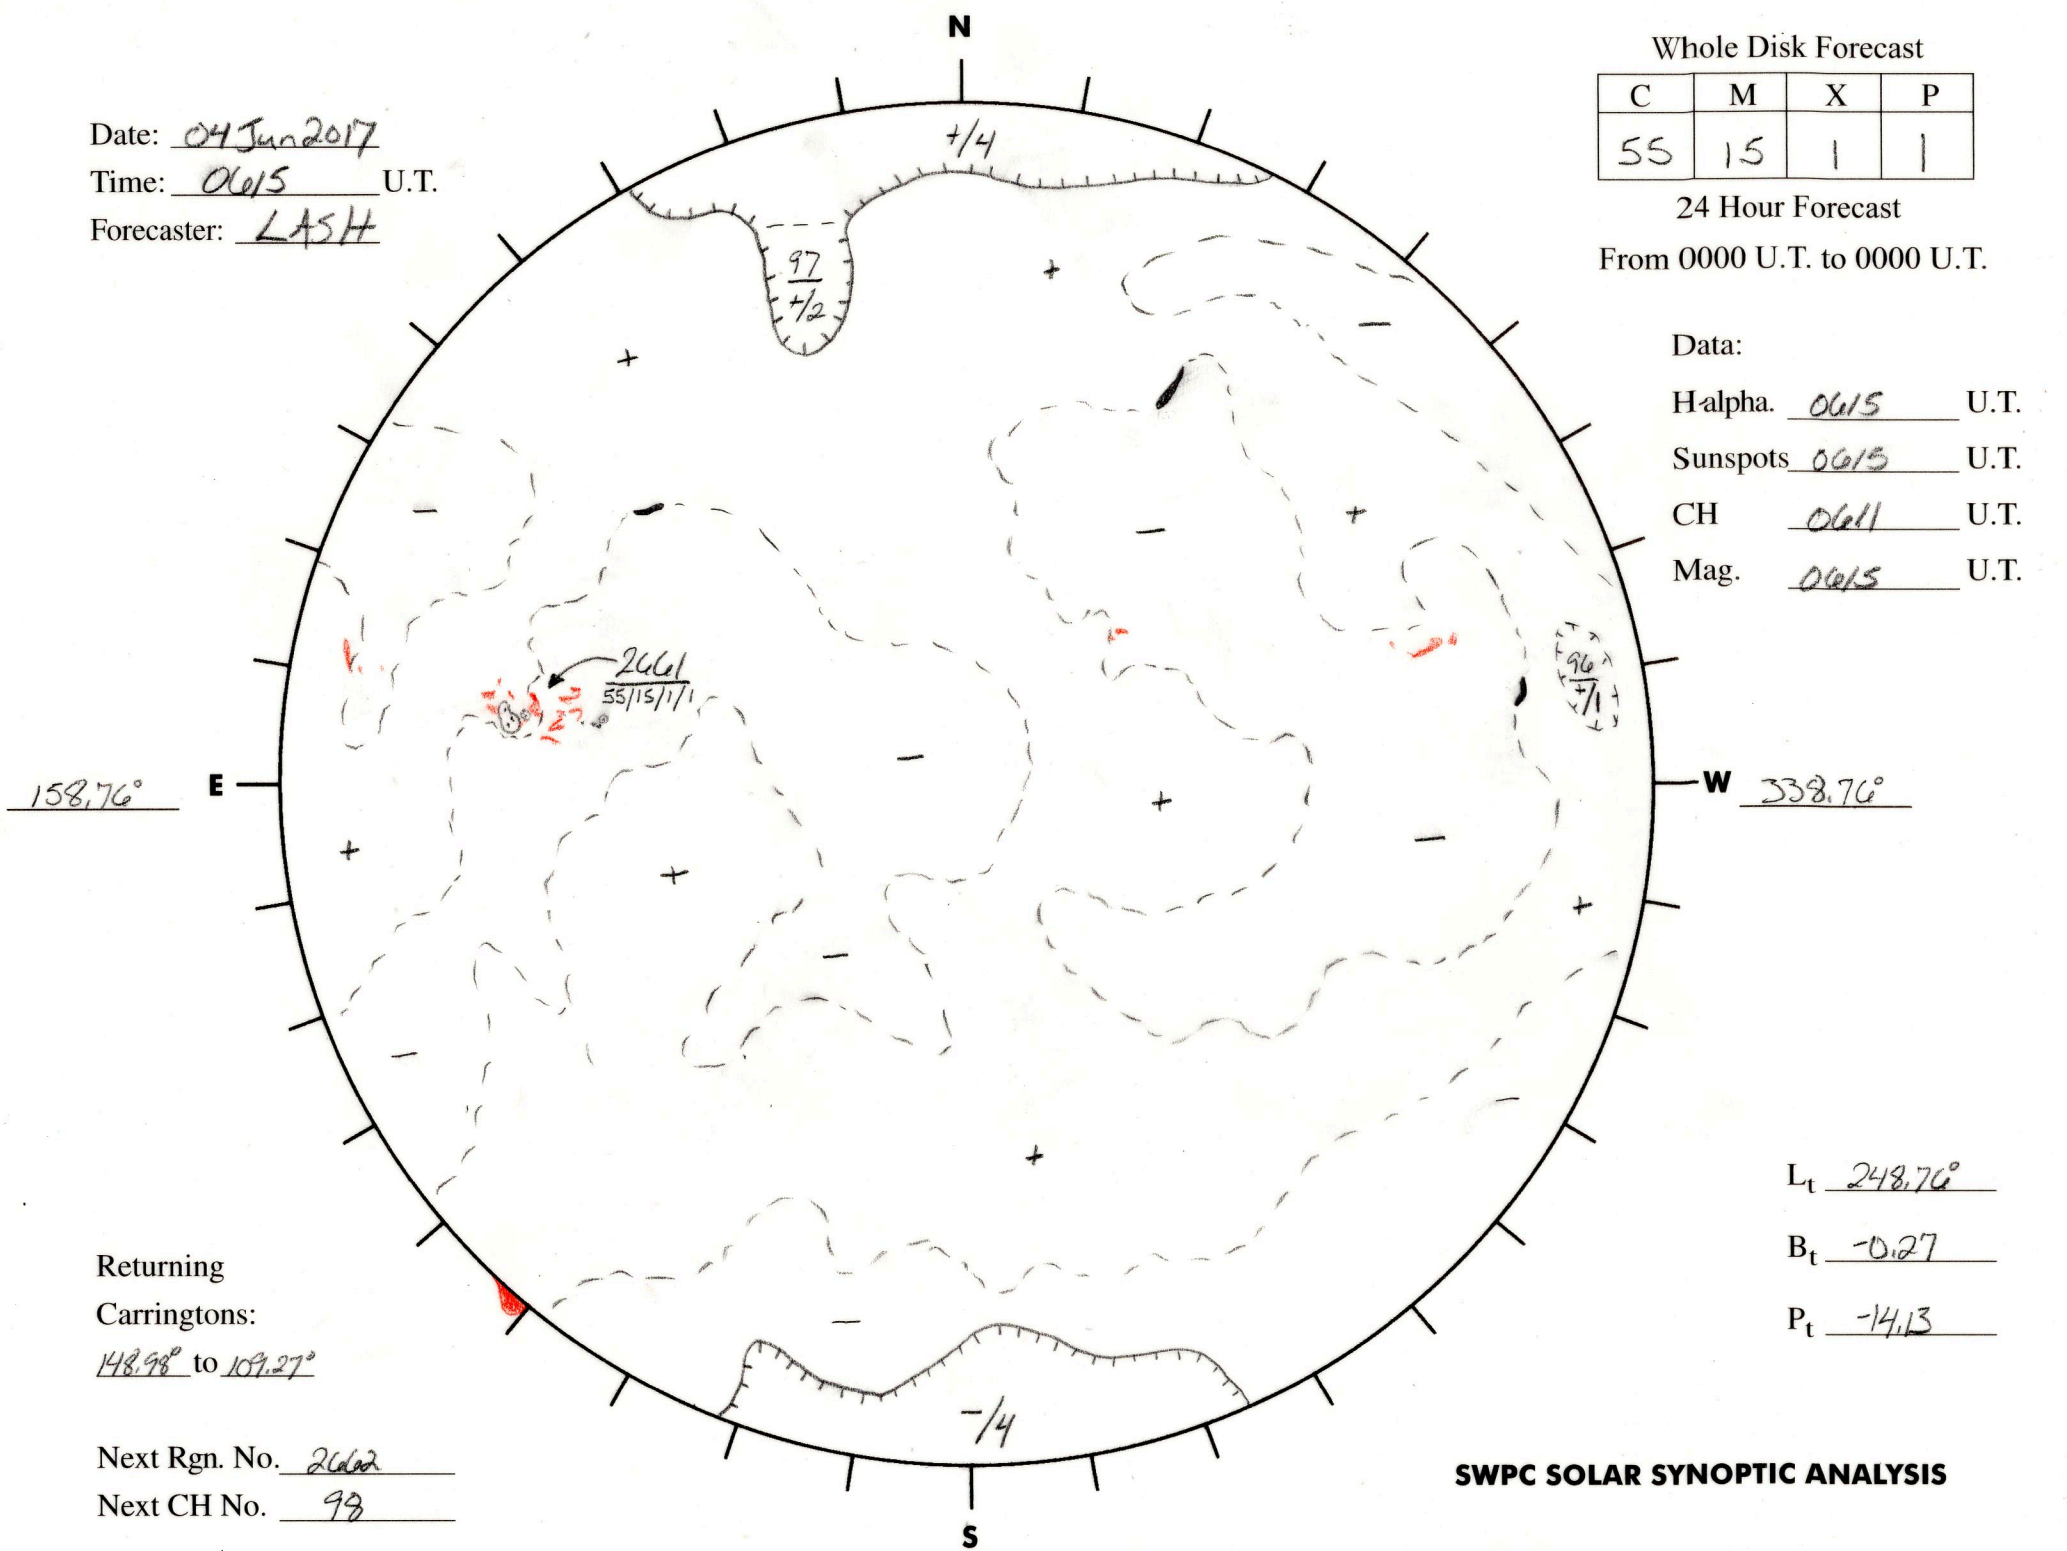 N
Whole Disk Forecast
C M X P
55 15 1 1
24 Hour Forecast
From 0000 U.T. to 0000 U.T.
Date: 04 Jun 2017
Time: 0615 U.T.
Forecaster: LASH
+/4
97
+/2
+
−
+
Data:
H-alpha. 0615 U.T.
Sunspots 0615 U.T.
CH 0611 U.T.
Mag. 0615 U.T.
−
−
+
2661
55/15/1/1
96
+/1
−
158.76° E
W 338.76°
+
−
+
+
+
−
−
−
+
Lt 248.76°
Bt -0.27
Pt -14.13
Returning
Carringtons:
148.98° to 109.27°
−
-/4
Next Rgn. No. 2662
Next CH No. 98
SWPC SOLAR SYNOPTIC ANALYSIS
S